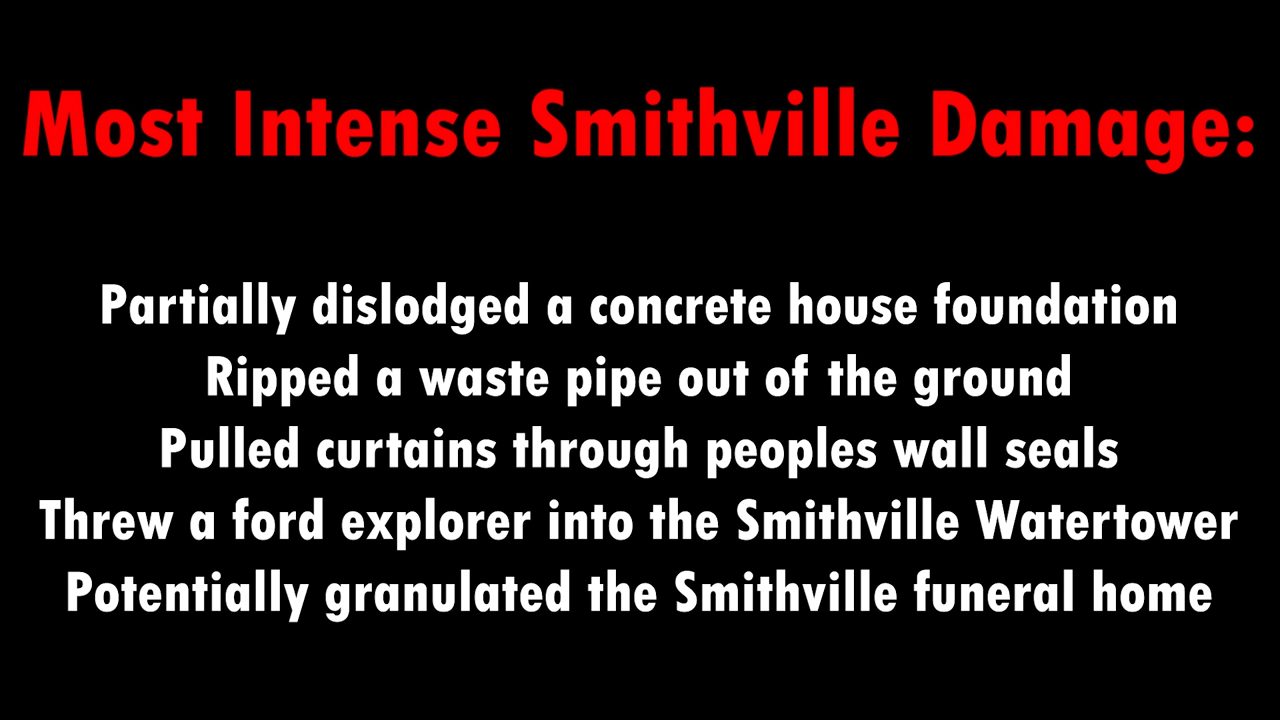 Most Intense Smithville Damage:
Partially dislodged a concrete house foundation
Ripped a waste pipe out of the ground
Pulled curtains through peoples wall seals
Threw a ford explorer into the Smithville Watertower
Potentially granulated the Smithville funeral home